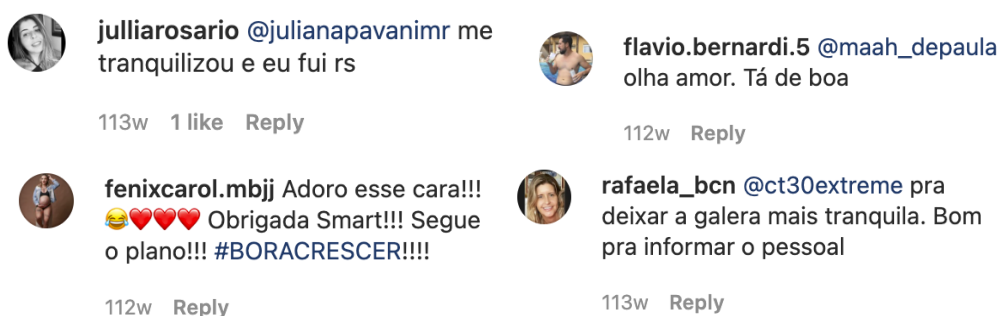 julliarosario @julianapavanimr me
tranquilizou e eu fui rs
113w 1 like Reply
flavio.bernardi.5 @maah_depaula
olha amor. Tá de boa
112w Reply
fenixcarol.mbjj Adoro esse cara!!!
😂❤️❤️❤️ Obrigada Smart!!! Segue
o plano!!! #BORACRESCER!!!!
112w Reply
rafaela_bcn @ct30extreme pra
deixar a galera mais tranquila. Bom
pra informar o pessoal
113w Reply